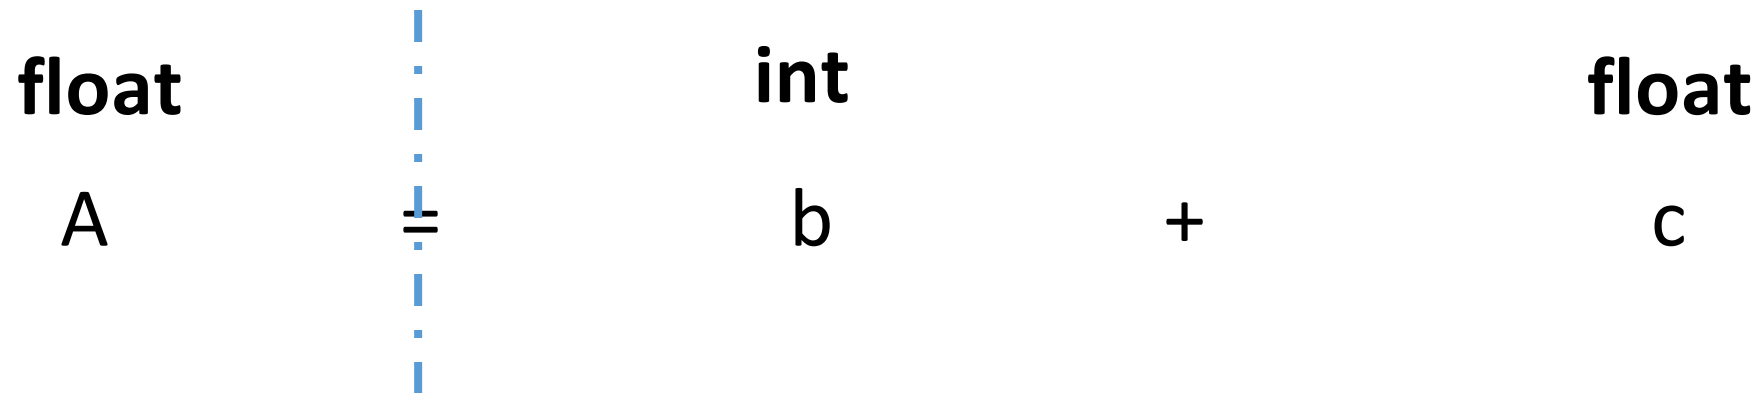 float int float
A = b + c